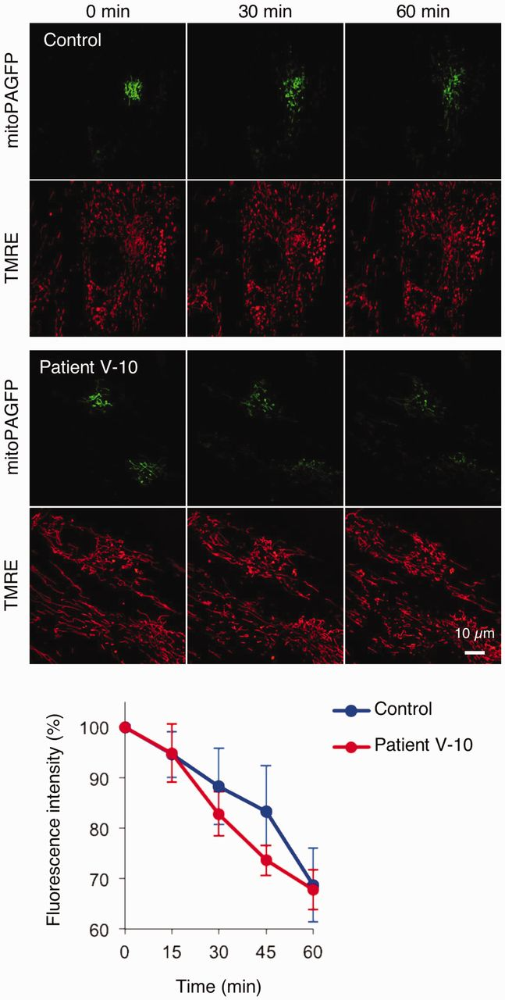 0 min 30 min 60 min
Control
mitoPAGFP
TMRE
Patient V-10
mitoPAGFP
TMRE
10 µm
Control
Patient V-10
Fluorescence intensity (%)
100
90
80
70
60
0 15 30 45 60
Time (min)